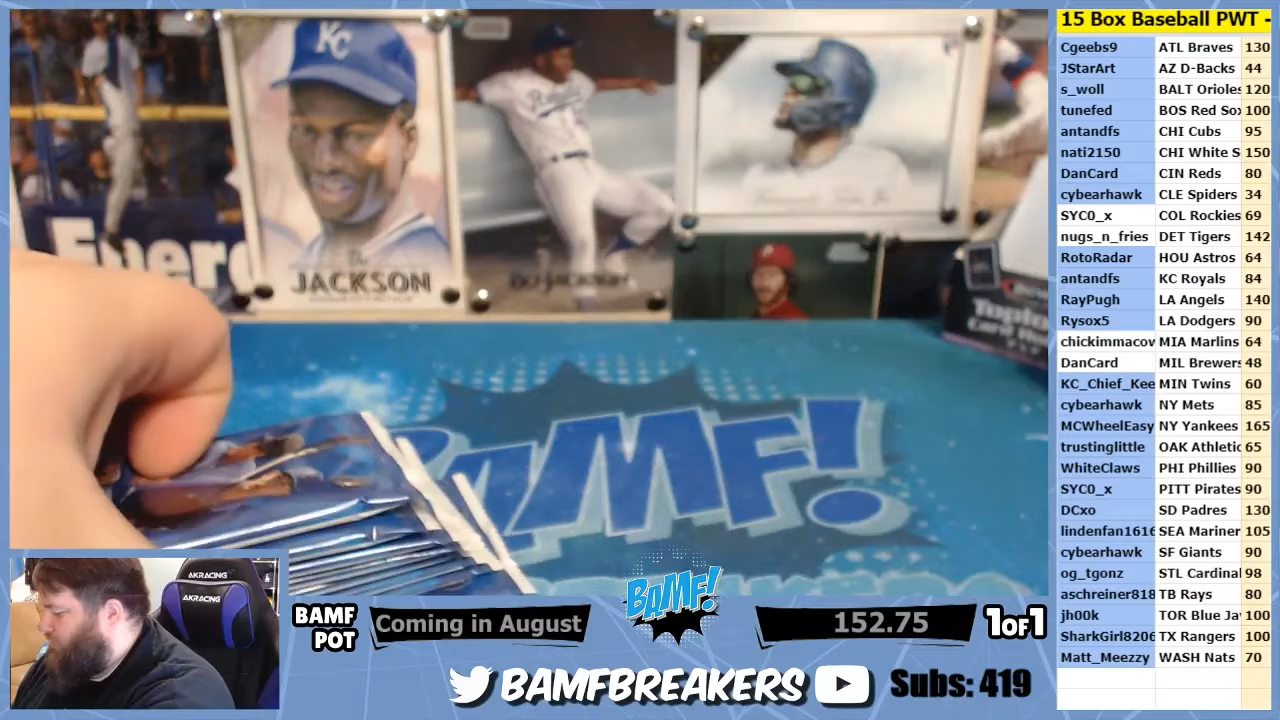 KC
JACKSON
Royals
Energ
Topps
BAMF!
AKRACING
AKRACING
BAMF
POT
Coming in August
BAMF!
152.75
1OF1
BAMFBREAKERS
Subs: 419
15 Box Baseball PWT -
Cgeebs9 ATL Braves 130
JStarArt AZ D-Backs 44
s_woll BALT Orioles 120
tunefed BOS Red Sox 100
antandfs CHI Cubs 95
nati2150 CHI White S 150
DanCard CIN Reds 80
cybearhawk CLE Spiders 34
SYC0_x COL Rockies 69
nugs_n_fries DET Tigers 142
RotoRadar HOU Astros 64
antandfs KC Royals 84
RayPugh LA Angels 140
Rysox5 LA Dodgers 90
chickimmacow MIA Marlins 64
DanCard MIL Brewers 48
KC_Chief_Kee MIN Twins 60
cybearhawk NY Mets 85
MCWheelEasy NY Yankees 165
trustinglittle OAK Athletic 65
WhiteClaws PHI Phillies 90
SYC0_x PITT Pirates 90
DCxo SD Padres 130
lindenfan1616 SEA Mariner 105
cybearhawk SF Giants 90
og_tgonz STL Cardinal 98
aschreiner818 TB Rays 80
jh00k TOR Blue Ja 100
SharkGirl8206 TX Rangers 100
Matt_Meezzy WASH Nats 70